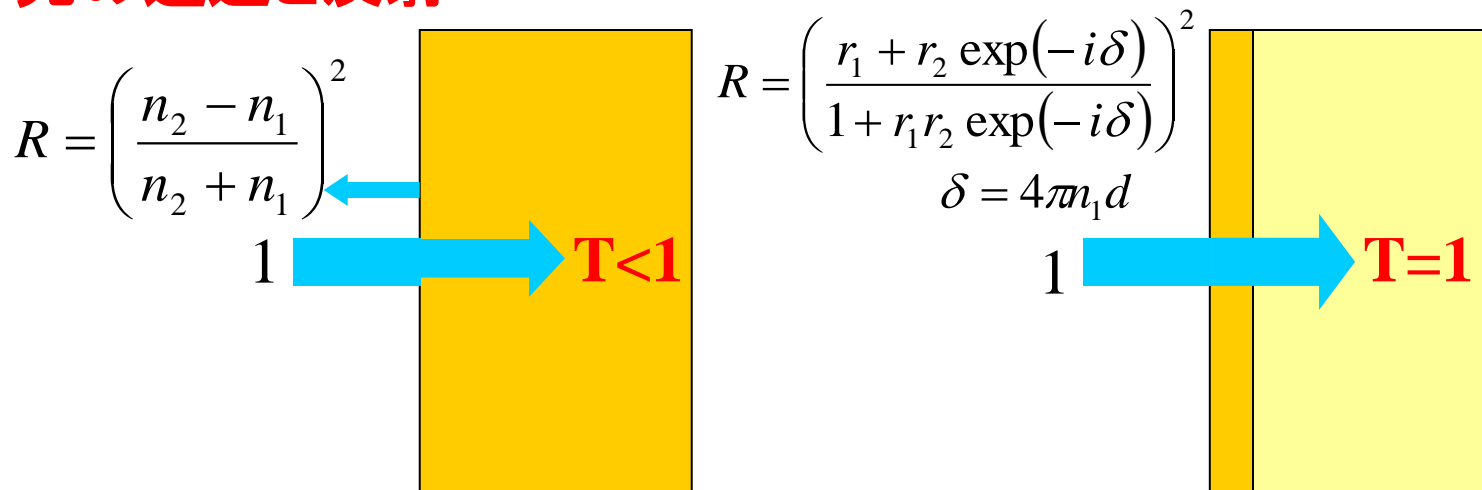 R = ( (n₂ − n₁) / (n₂ + n₁) )²
1
T<1
R = ( (r₁ + r₂ exp(−iδ)) / (1 + r₁r₂ exp(−iδ)) )²
δ = 4πn₁d
1
T=1